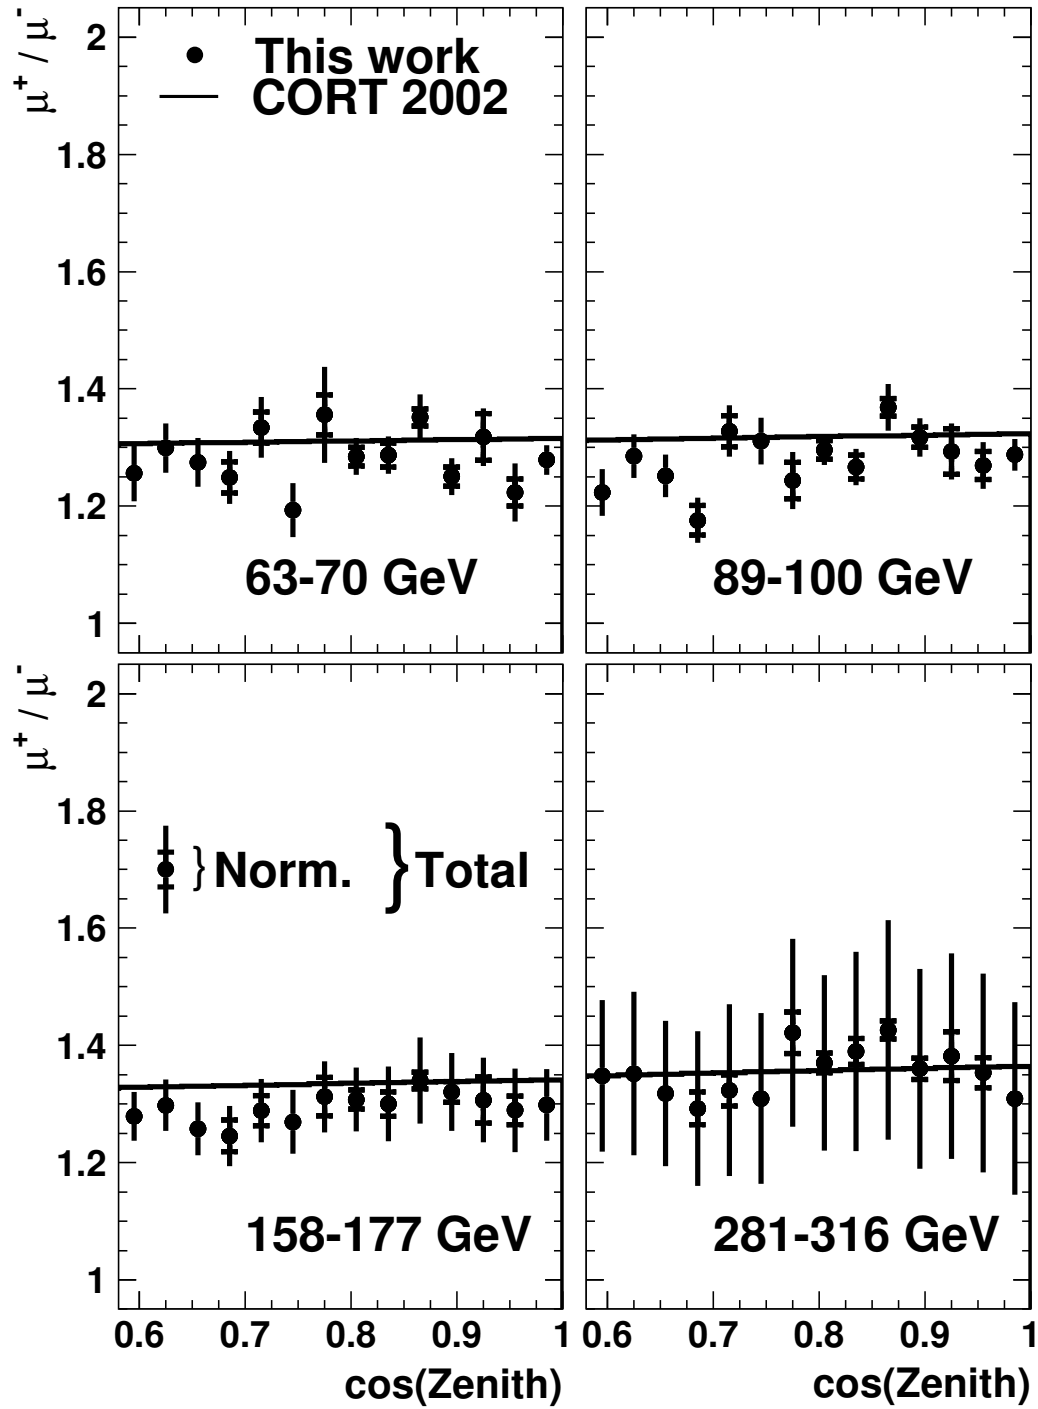 μ+ / μ-
2
1.8
1.6
1.4
1.2
1
This work
CORT 2002
63-70 GeV
89-100 GeV
μ+ / μ-
2
1.8
1.6
1.4
1.2
1
} Norm. } Total
158-177 GeV
281-316 GeV
0.6 0.7 0.8 0.9 1
0.6 0.7 0.8 0.9 1
cos(Zenith)
cos(Zenith)